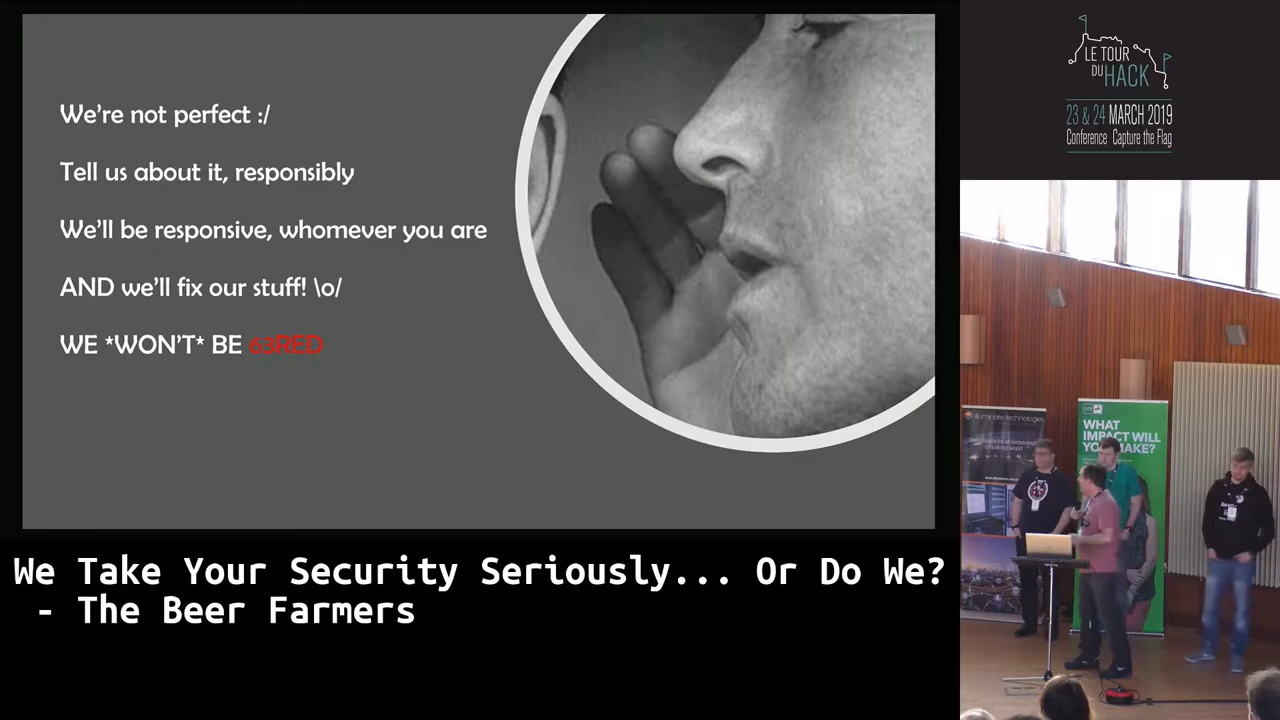 We're not perfect :/
Tell us about it, responsibly
We'll be responsive, whomever you are
AND we'll fix our stuff! \o/
WE *WON'T* BE 63RED
We Take Your Security Seriously... Or Do We?
- The Beer Farmers
LE TOUR
DU HACK
23 & 24 MARCH 2019
Conference Capture the Flag
illuminate technologies
WHAT
IMPACT WILL
YOU MAKE?